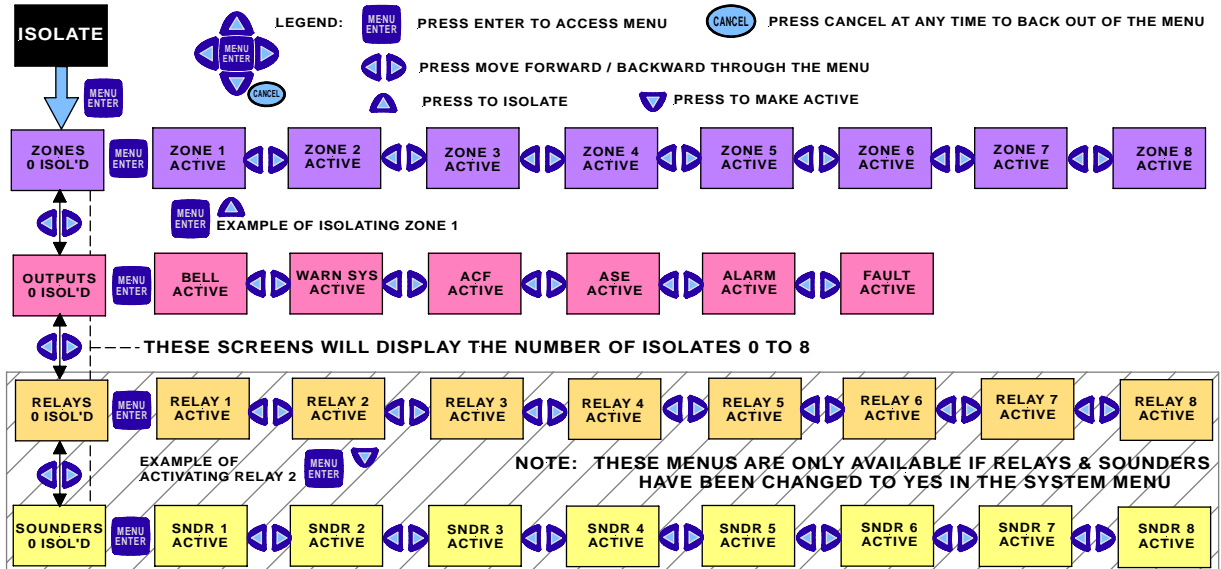 ISOLATE
LEGEND:
MENU
ENTER
PRESS ENTER TO ACCESS MENU
CANCEL
PRESS CANCEL AT ANY TIME TO BACK OUT OF THE MENU
MENU
ENTER
CANCEL
PRESS MOVE FORWARD / BACKWARD THROUGH THE MENU
MENU
ENTER
PRESS TO ISOLATE
PRESS TO MAKE ACTIVE
ZONES
0 ISOL'D
MENU
ENTER
ZONE 1
ACTIVE
ZONE 2
ACTIVE
ZONE 3
ACTIVE
ZONE 4
ACTIVE
ZONE 5
ACTIVE
ZONE 6
ACTIVE
ZONE 7
ACTIVE
ZONE 8
ACTIVE
MENU
ENTER
EXAMPLE OF ISOLATING ZONE 1
OUTPUTS
0 ISOL'D
MENU
ENTER
BELL
ACTIVE
WARN SYS
ACTIVE
ACF
ACTIVE
ASE
ACTIVE
ALARM
ACTIVE
FAULT
ACTIVE
THESE SCREENS WILL DISPLAY THE NUMBER OF ISOLATES 0 TO 8
RELAYS
0 ISOL'D
MENU
ENTER
RELAY 1
ACTIVE
RELAY 2
ACTIVE
RELAY 3
ACTIVE
RELAY 4
ACTIVE
RELAY 5
ACTIVE
RELAY 6
ACTIVE
RELAY 7
ACTIVE
RELAY 8
ACTIVE
EXAMPLE OF
ACTIVATING RELAY 2
MENU
ENTER
NOTE: THESE MENUS ARE ONLY AVAILABLE IF RELAYS & SOUNDERS
HAVE BEEN CHANGED TO YES IN THE SYSTEM MENU
SOUNDERS
0 ISOL'D
MENU
ENTER
SNDR 1
ACTIVE
SNDR 2
ACTIVE
SNDR 3
ACTIVE
SNDR 4
ACTIVE
SNDR 5
ACTIVE
SNDR 6
ACTIVE
SNDR 7
ACTIVE
SNDR 8
ACTIVE